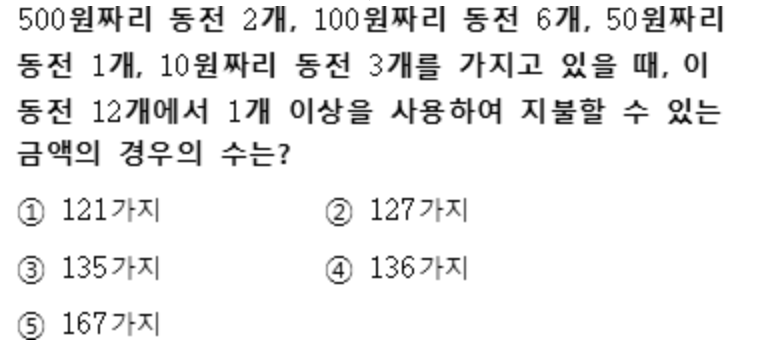 500원짜리 동전 2개, 100원짜리 동전 6개, 50원짜리
동전 1개, 10원짜리 동전 3개를 가지고 있을 때, 이
동전 12개에서 1개 이상을 사용하여 지불할 수 있는
금액의 경우의 수는?
① 121가지 ② 127가지
③ 135가지 ④ 136가지
⑤ 167가지